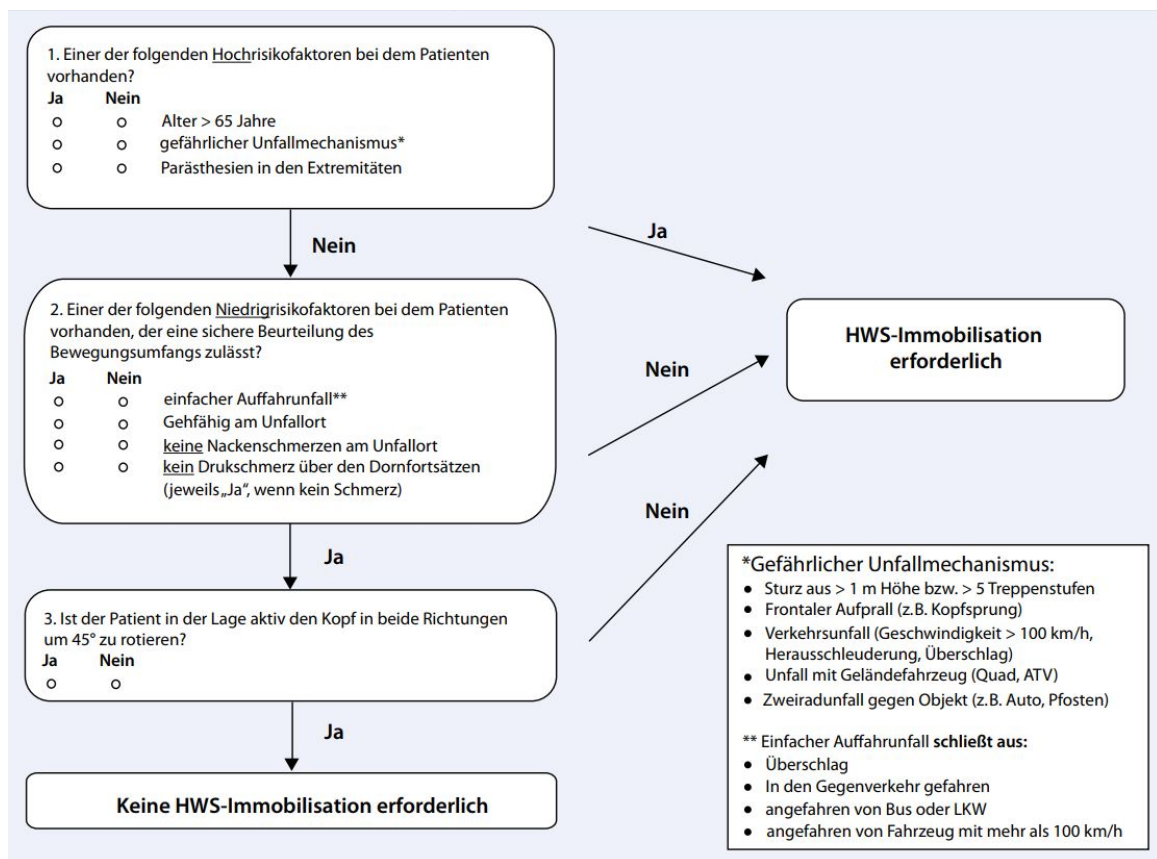 1. Einer der folgenden Hochrisikofaktoren bei dem Patienten
vorhanden?
Ja Nein
o o Alter > 65 Jahre
o o gefährlicher Unfallmechanismus*
o o Parästhesien in den Extremitäten
Nein
Ja
2. Einer der folgenden Niedrigrisikofaktoren bei dem Patienten
vorhanden, der eine sichere Beurteilung des
Bewegungsumfangs zulässt?
Ja Nein
o o einfacher Auffahrunfall**
o o Gehfähig am Unfallort
o o keine Nackenschmerzen am Unfallort
o o kein Drukschmerz über den Dornfortsätzen
(jeweils „Ja", wenn kein Schmerz)
Nein
HWS-Immobilisation
erforderlich
Ja
Nein
3. Ist der Patient in der Lage aktiv den Kopf in beide Richtungen
um 45° zu rotieren?
Ja Nein
o o
Ja
Keine HWS-Immobilisation erforderlich
*Gefährlicher Unfallmechanismus:
● Sturz aus > 1 m Höhe bzw. > 5 Treppenstufen
● Frontaler Aufprall (z.B. Kopfsprung)
● Verkehrsunfall (Geschwindigkeit > 100 km/h,
Herausschleuderung, Überschlag)
● Unfall mit Geländefahrzeug (Quad, ATV)
● Zweiradunfall gegen Objekt (z.B. Auto, Pfosten)
** Einfacher Auffahrunfall schließt aus:
● Überschlag
● In den Gegenverkehr gefahren
● angefahren von Bus oder LKW
● angefahren von Fahrzeug mit mehr als 100 km/h